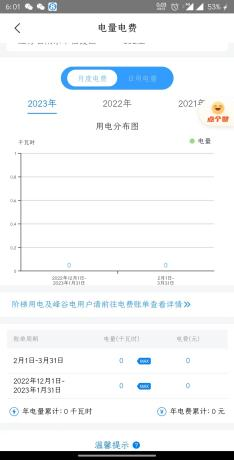 6:01
53%
电量电费
月度电费 日用电量
2023年 2022年 2021年
点个赞
用电分布图
千瓦时 电量
1
0.8
0.6
0.4
0.2
0
0 0
2022年12月1日-
2023年1月31日
2月1日-
3月31日
阶梯用电及峰谷电用户请前往电费账单查看详情>>
账单周期 电量(千瓦时) 电费(元)
2月1日-3月31日 0 MAX 0
2022年12月1日-
2023年1月31日
0 MAX 0
年电量累计：0千瓦时 ¥ 年电费累计：0元
温馨提示 ?